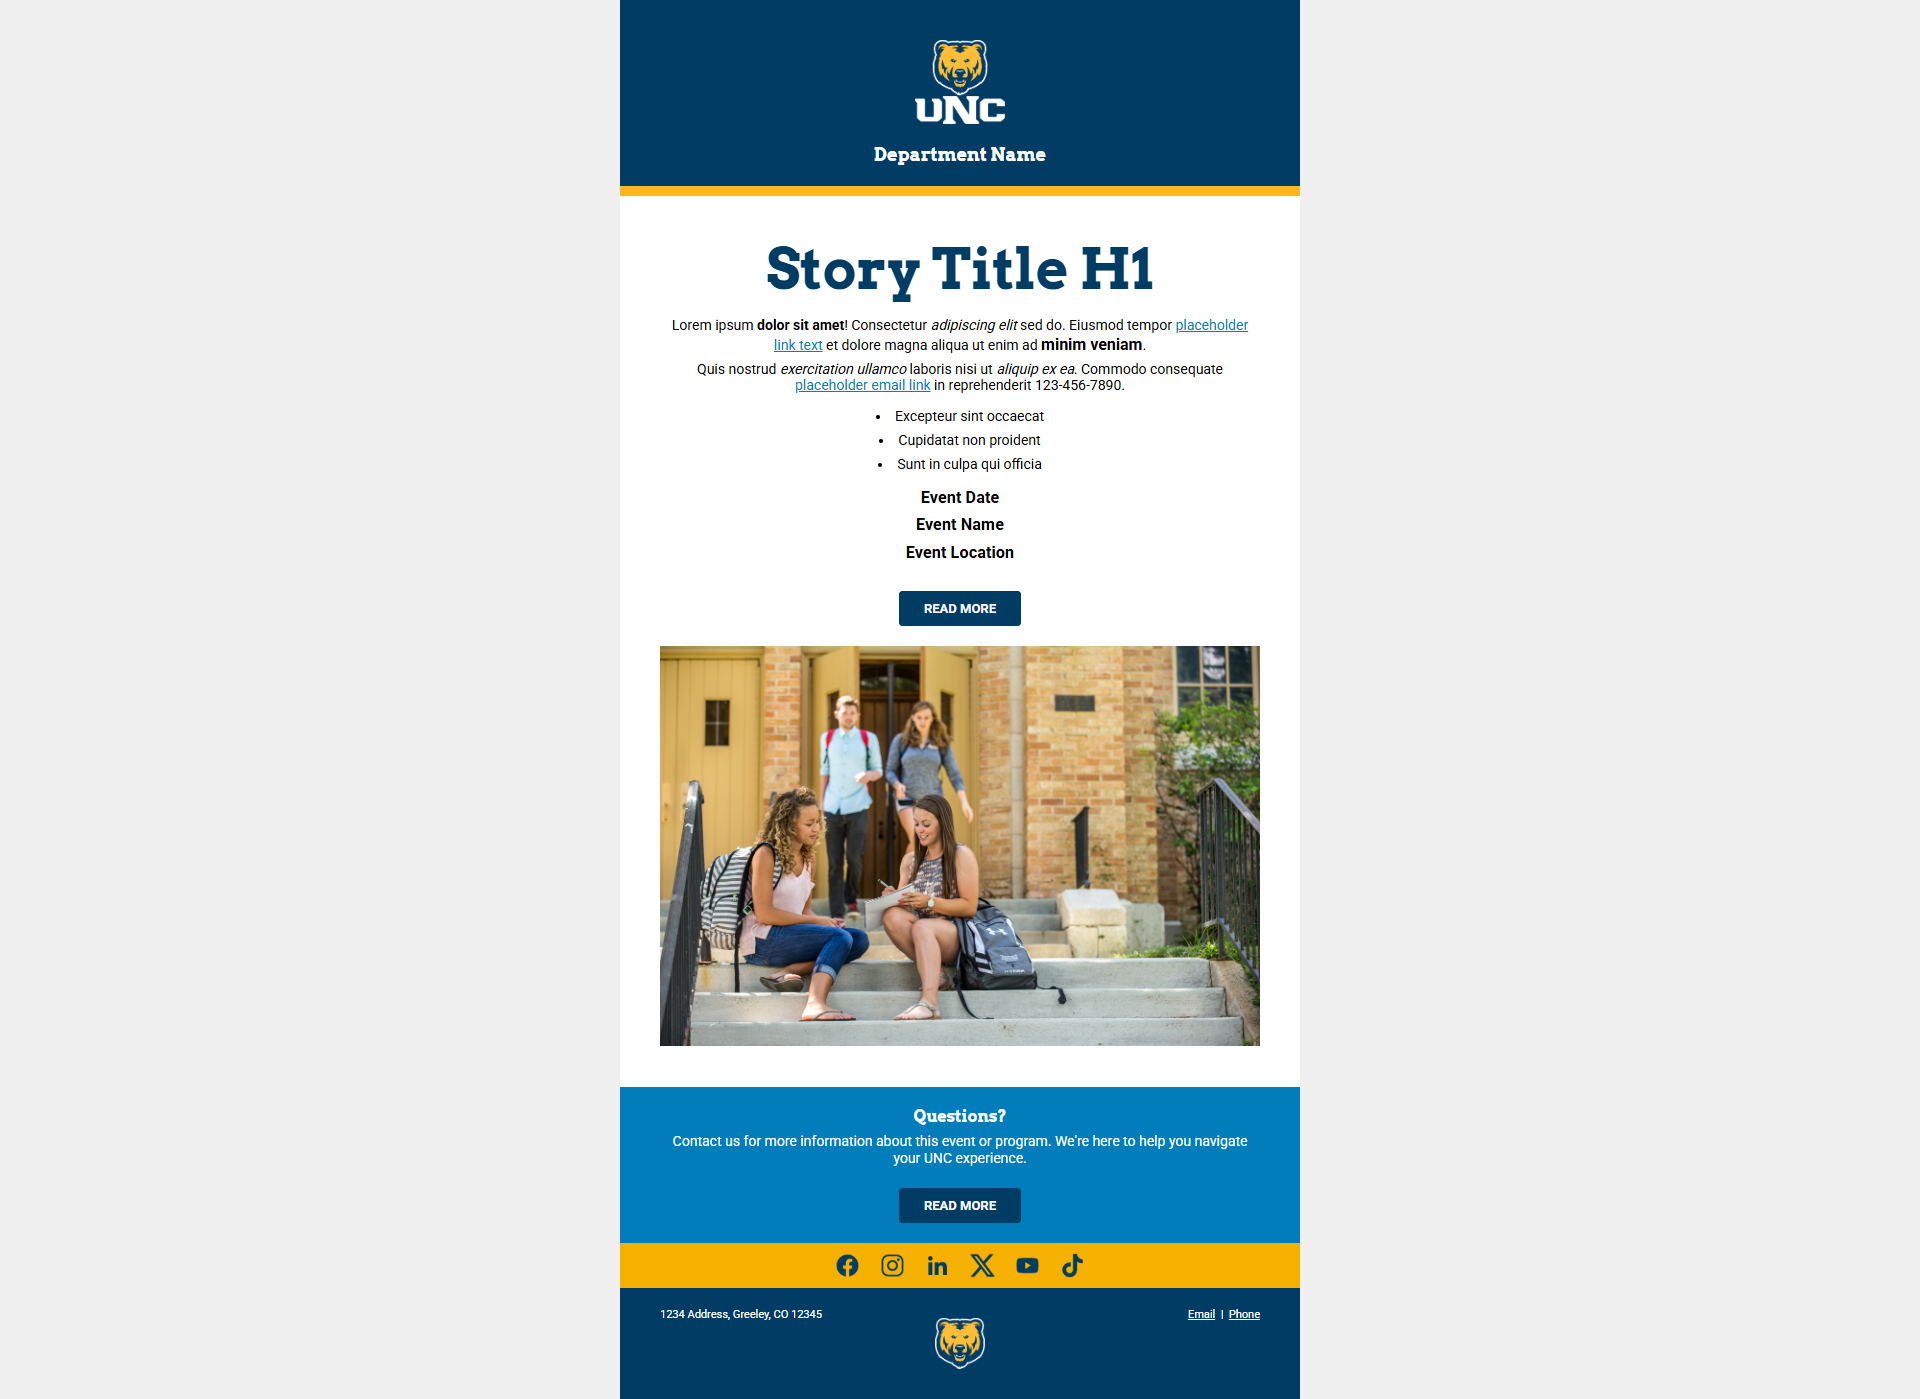 UNC
Department Name
Story Title H1
Lorem ipsum dolor sit amet! Consectetur adipiscing elit sed do. Eiusmod tempor placeholder
link text et dolore magna aliqua ut enim ad minim veniam.
Quis nostrud exercitation ullamco laboris nisi ut aliquip ex ea. Commodo consequate
placeholder email link in reprehenderit 123-456-7890.
• Excepteur sint occaecat
• Cupidatat non proident
• Sunt in culpa qui officia
Event Date
Event Name
Event Location
READ MORE
Questions?
Contact us for more information about this event or program. We're here to help you navigate
your UNC experience.
READ MORE
1234 Address, Greeley, CO 12345
Email | Phone